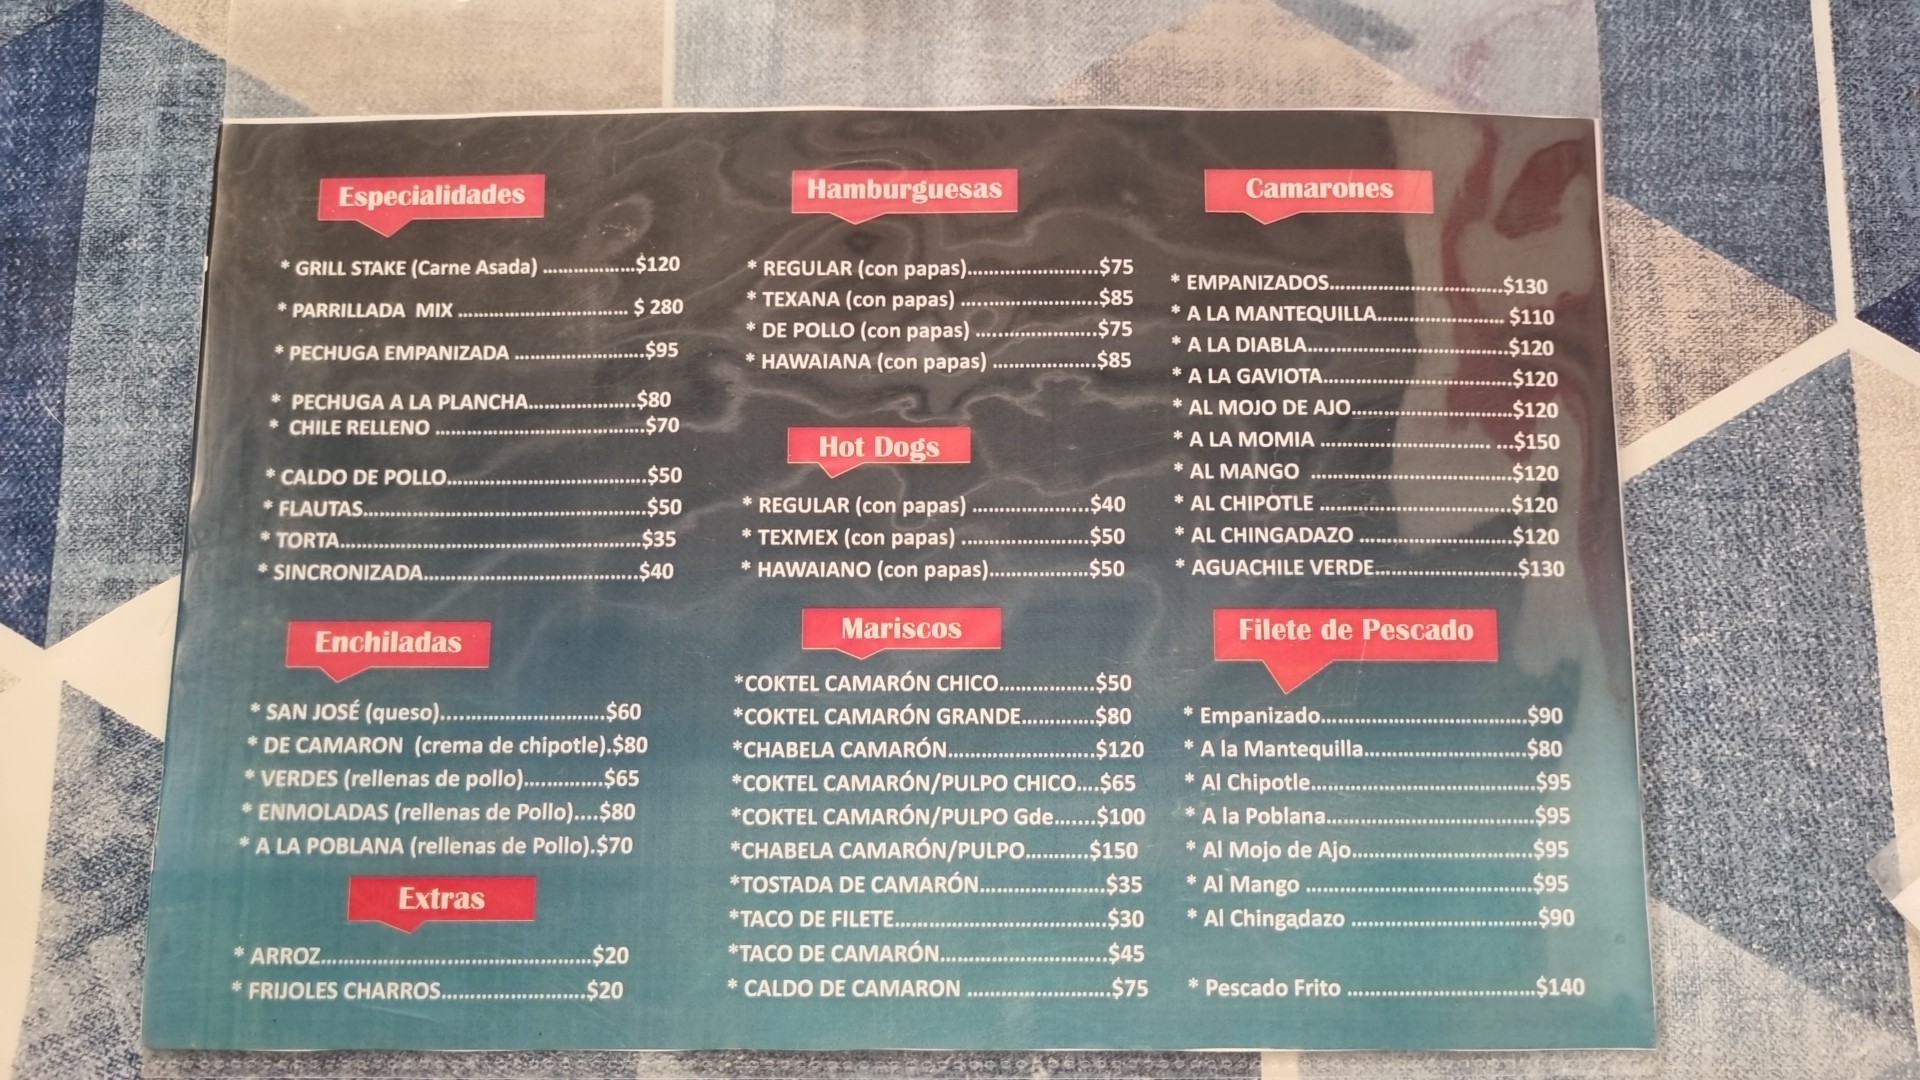 Especialidades
* GRILL STAKE (Carne Asada) ....................$120
* PARRILLADA  MIX ................................ $ 280
* PECHUGA EMPANIZADA ........................$95
* PECHUGA A LA PLANCHA....................$80
* CHILE RELLENO .......................................$70
* CALDO DE POLLO.....................................$50
* FLAUTAS.....................................................$50
* TORTA........................................................$35
* SINCRONIZADA........................................$40
Enchiladas
* SAN JOSÉ (queso)..............................$60
* DE CAMARON  (crema de chipotle).$80
* VERDES (rellenas de pollo)..............$65
* ENMOLADAS (rellenas de Pollo)....$80
* A LA POBLANA (rellenas de Pollo).$70
Extras
* ARROZ..................................................$20
* FRIJOLES CHARROS...........................$20
Hamburguesas
* REGULAR (con papas)........................$75
* TEXANA (con papas) .........................$85
* DE POLLO (con papas) ......................$75
* HAWAIANA (con papas) ...................$85
Hot Dogs
* REGULAR (con papas) .....................$40
* TEXMEX (con papas) .......................$50
* HAWAIANO (con papas)..................$50
Mariscos
*COKTEL CAMARÓN CHICO.................$50
*COKTEL CAMARÓN GRANDE.............$80
*CHABELA CAMARÓN...........................$120
*COKTEL CAMARÓN/PULPO CHICO....$65
*COKTEL CAMARÓN/PULPO Gde.......$100
*CHABELA CAMARÓN/PULPO...........$150
*TOSTADA DE CAMARÓN.......................$35
*TACO DE FILETE.......................................$30
*TACO DE CAMARÓN...............................$45
* CALDO DE CAMARON ..........................$75
Camarones
* EMPANIZADOS................................$130
* A LA MANTEQUILLA........................ $110
* A LA DIABLA.....................................$120
* A LA GAVIOTA...................................$120
* AL MOJO DE AJO..............................$120
* A LA MOMIA ............................... ...$150
* AL MANGO .....................................$120
* AL CHIPOTLE ...................................$120
* AL CHINGADAZO ............................$120
* AGUACHILE VERDE..........................$130
Filete de Pescado
* Empanizado......................................$90
* A la Mantequilla..............................$80
* Al Chipotle.........................................$95
* A la Poblana......................................$95
* Al Mojo de Ajo..................................$95
* Al Mango ..........................................$95
* Al Chingadazo ...................................$90
* Pescado Frito ...................................$140